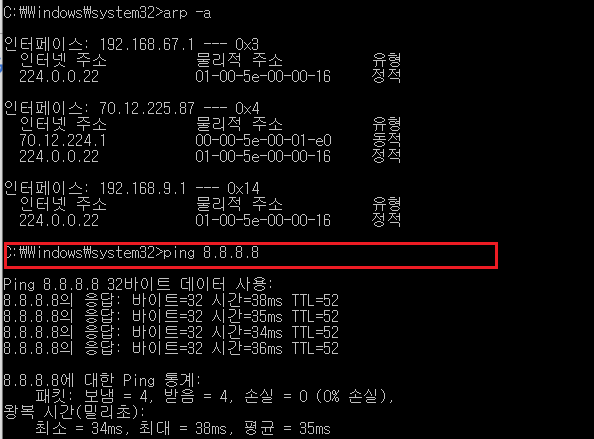 C:\Windows\system32>arp -a
인터페이스: 192.168.67.1 --- 0x3
인터넷 주소 물리적 주소 유형
224.0.0.22 01-00-5e-00-00-16 정적
인터페이스: 70.12.225.87 --- 0x4
인터넷 주소 물리적 주소 유형
70.12.224.1 00-00-5e-00-01-e0 동적
224.0.0.22 01-00-5e-00-00-16 정적
인터페이스: 192.168.9.1 --- 0x14
인터넷 주소 물리적 주소 유형
224.0.0.22 01-00-5e-00-00-16 정적
C:\Windows\system32>ping 8.8.8.8
Ping 8.8.8.8 32바이트 데이터 사용:
8.8.8.8의 응답: 바이트=32 시간=38ms TTL=52
8.8.8.8의 응답: 바이트=32 시간=35ms TTL=52
8.8.8.8의 응답: 바이트=32 시간=34ms TTL=52
8.8.8.8의 응답: 바이트=32 시간=36ms TTL=52
8.8.8.8에 대한 Ping 통계:
패킷: 보냄 = 4, 받음 = 4, 손실 = 0 (0% 손실),
왕복 시간(밀리초):
최소 = 34ms, 최대 = 38ms, 평균 = 35ms